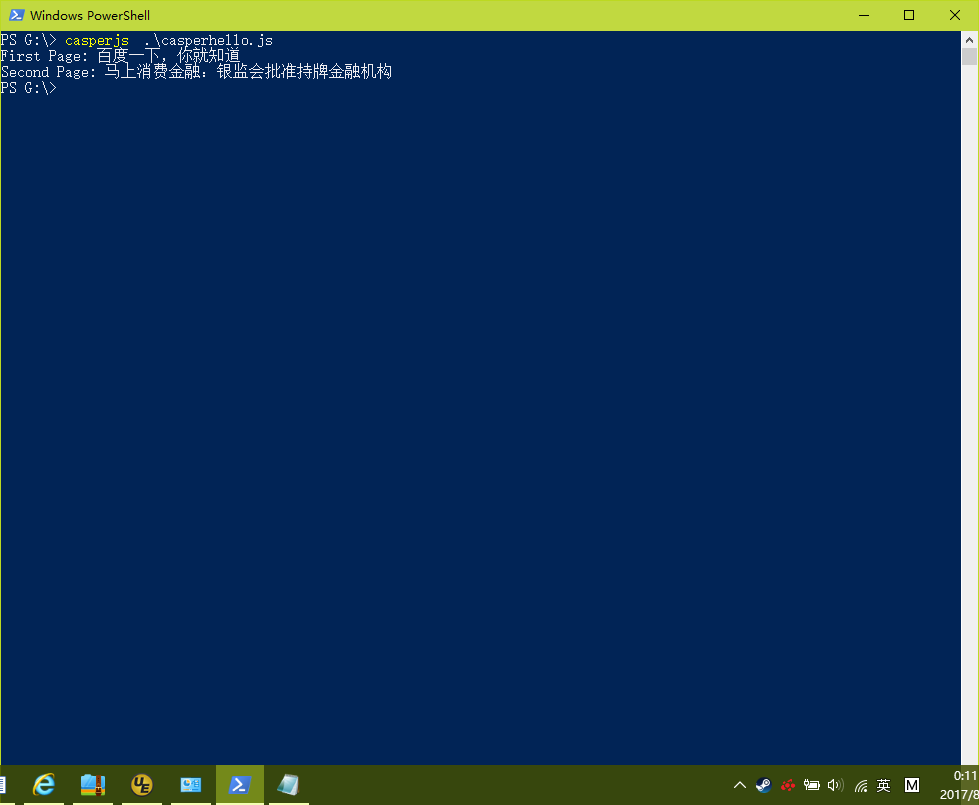 Windows PowerShell
PS G:\> casperjs .\casperhello.js
First Page: 百度一下，你就知道
Second Page: 马上消费金融：银监会批准持牌金融机构
PS G:\>
UE
英
M
0:11
2017/8